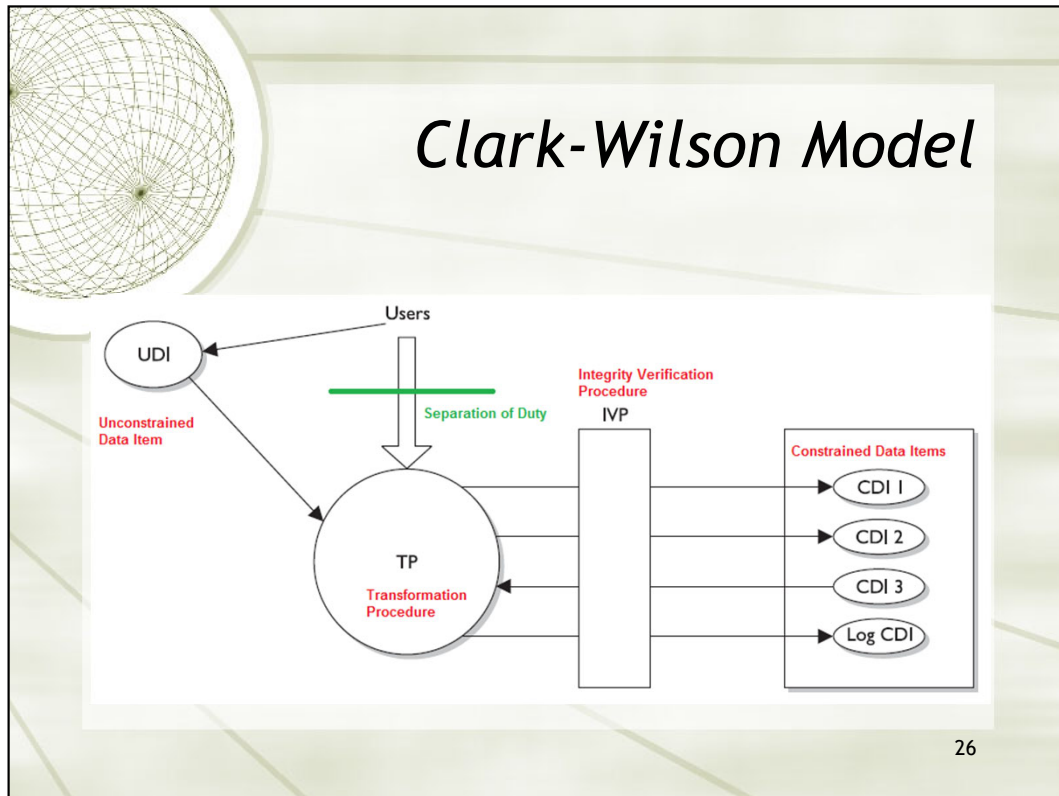 Clark-Wilson Model
Users
UDI
Unconstrained
Data Item
Separation of Duty
Integrity Verification
Procedure
IVP
Constrained Data Items
CDI 1
CDI 2
CDI 3
Log CDI
TP
Transformation
Procedure
26